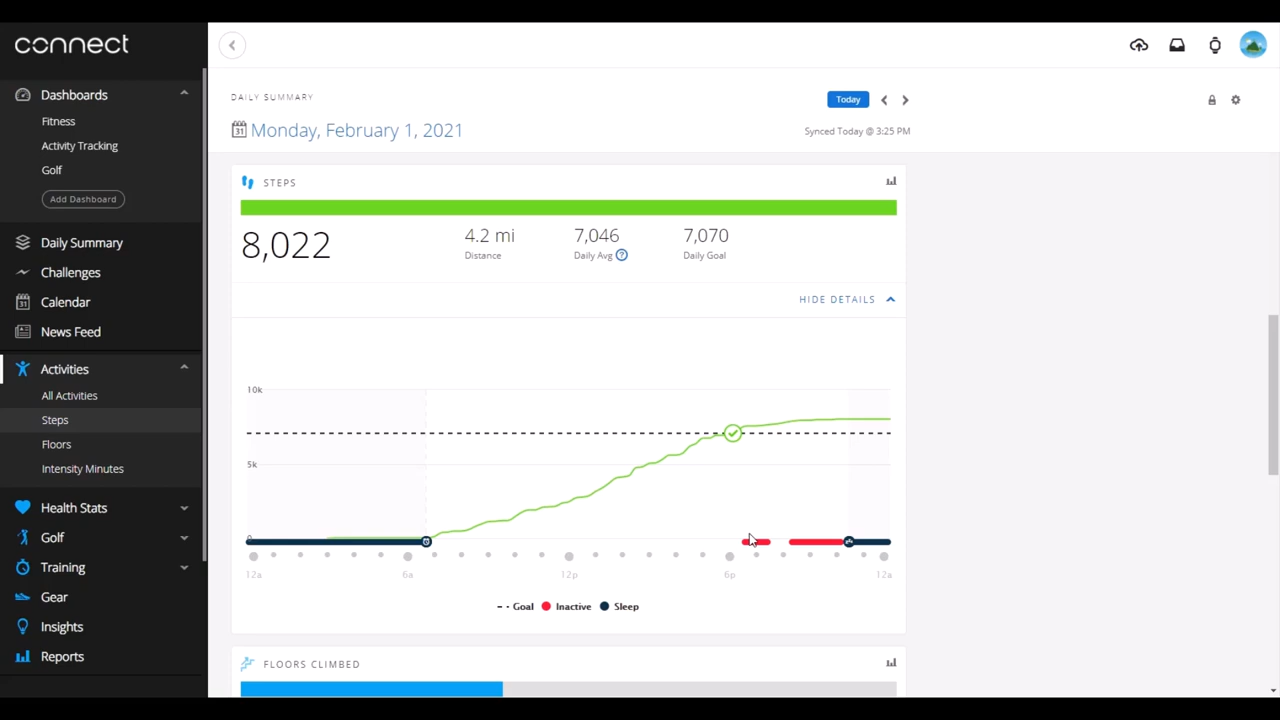 connect
Dashboards
Fitness
Activity Tracking
Golf
Add Dashboard
Daily Summary
Challenges
31
Calendar
News Feed
Activities
All Activities
Steps
Floors
Intensity Minutes
Health Stats
Golf
Training
Gear
Insights
Reports
DAILY SUMMARY
31
Monday, February 1, 2021
Today
Synced Today @ 3:25 PM
STEPS
8,022
4.2 mi
Distance
7,046
Daily Avg ?
7,070
Daily Goal
HIDE DETAILS
10k
5k
0
12a 6a 12p 6p 12a
Goal Inactive Sleep
FLOORS CLIMBED